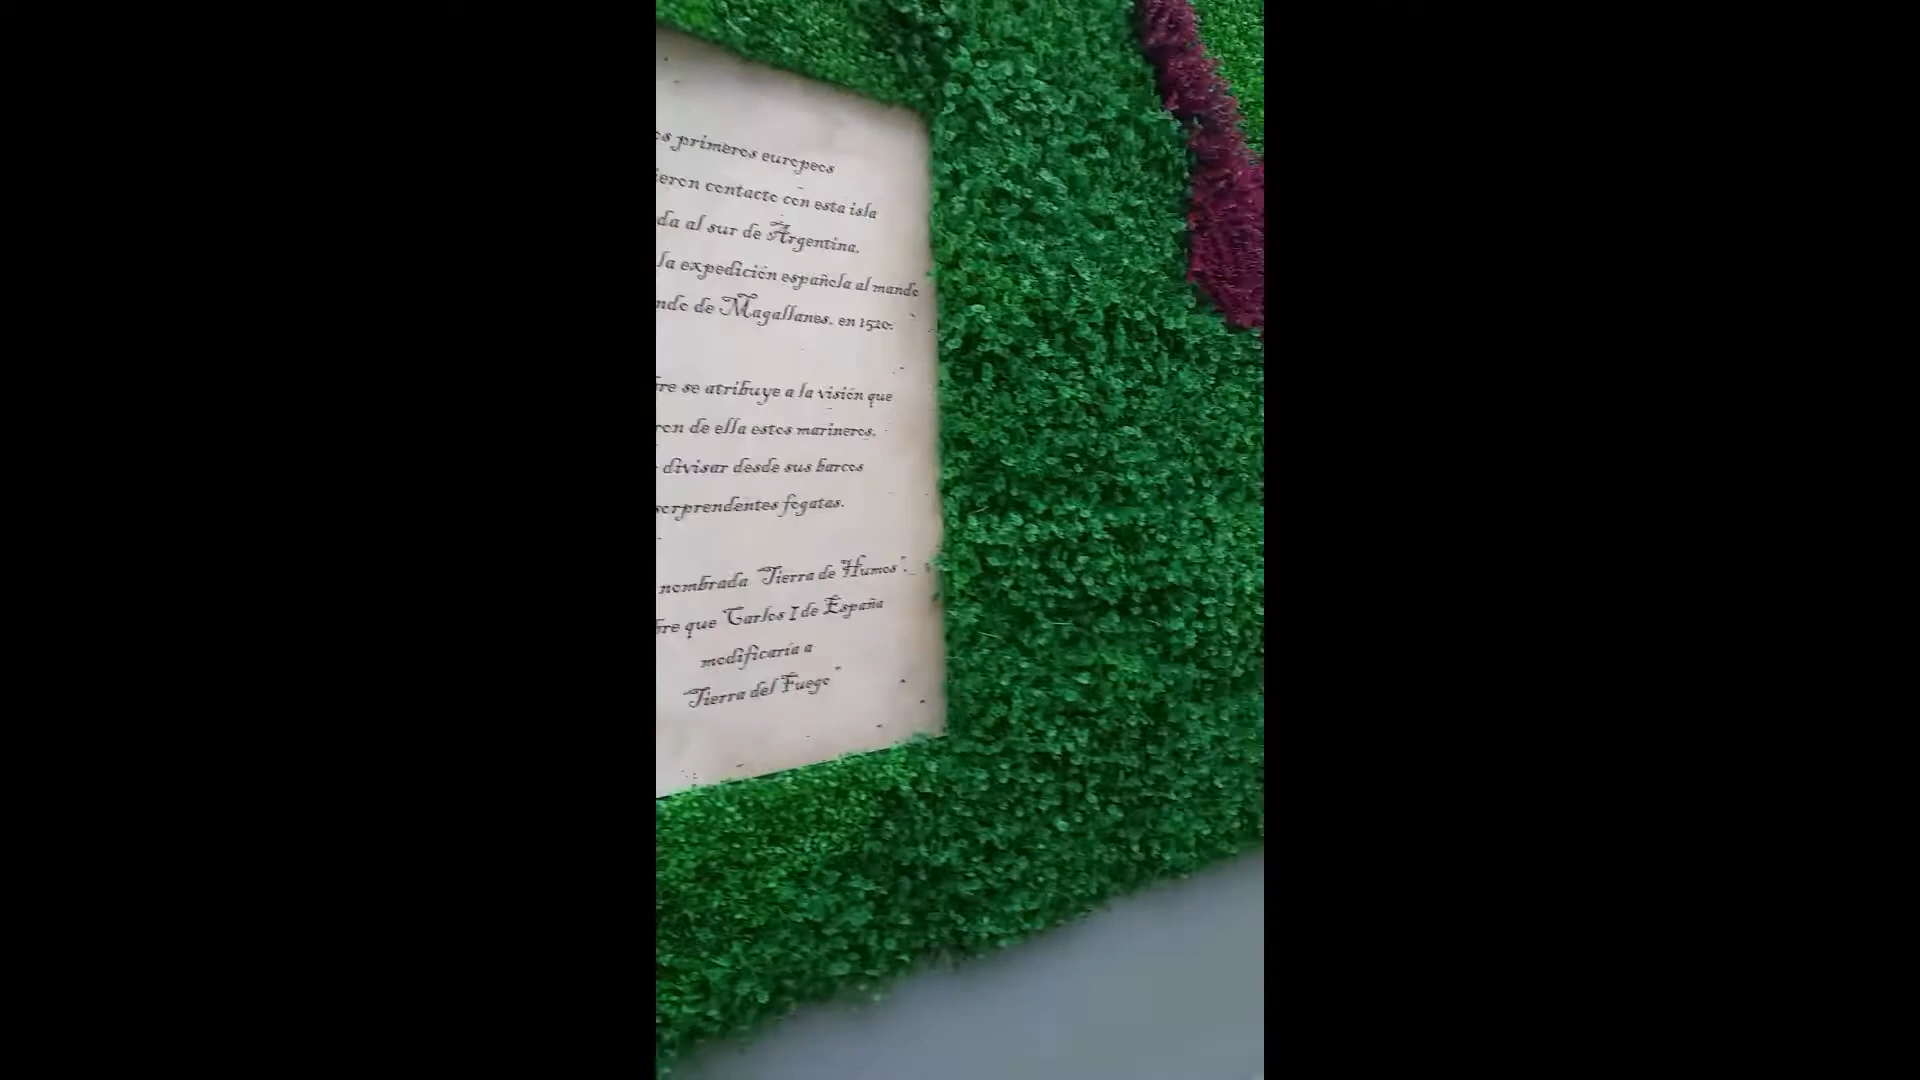 primeros europeos
contacto con esta isla
al sur de Argentina,
la expedición española al mando
de Magallanes, en 1520.
se atribuye a la visión que
de ella estos marineros,
divisar desde sus barcos
sorprendentes fogatas.
nombrada "Tierra de Humos",
que Carlos I de España
modificaría a
"Tierra del Fuego"